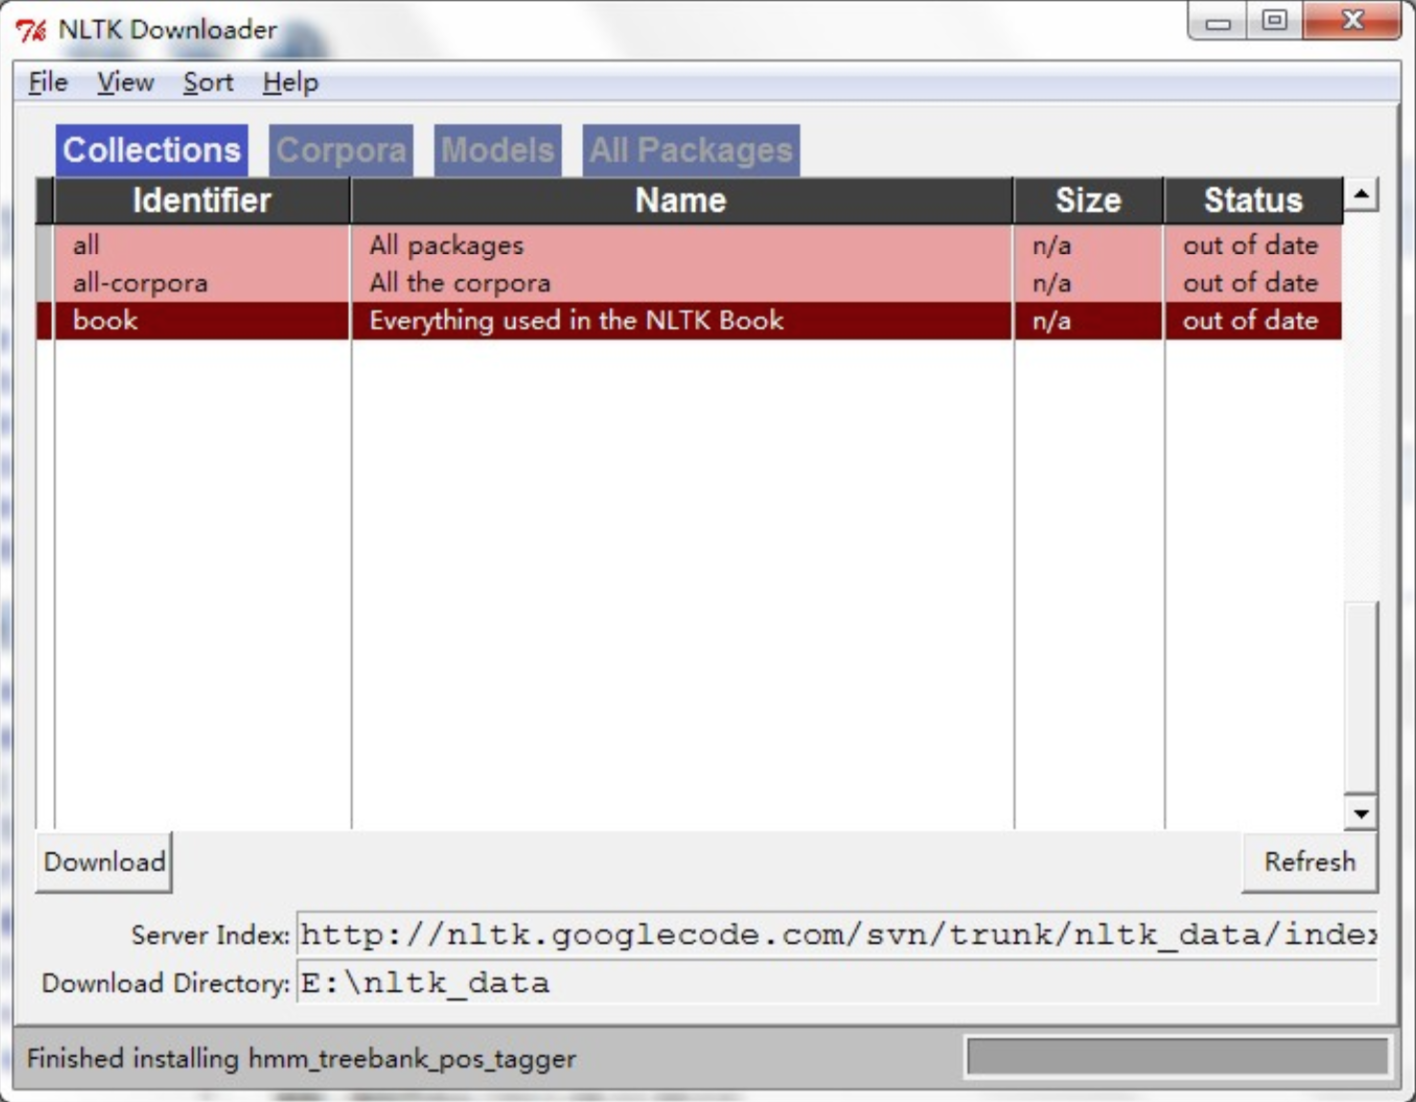 NLTK Downloader
File View Sort Help
Collections Corpora Models All Packages
Identifier Name Size Status
all All packages n/a out of date
all-corpora All the corpora n/a out of date
book Everything used in the NLTK Book n/a out of date
Download Refresh
Server Index: http://nltk.googlecode.com/svn/trunk/nltk_data/index
Download Directory: E:\nltk_data
Finished installing hmm_treebank_pos_tagger